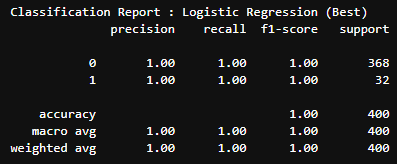 Classification Report : Logistic Regression (Best)
precision recall f1-score support
0 1.00 1.00 1.00 368
1 1.00 1.00 1.00 32
accuracy 1.00 400
macro avg 1.00 1.00 1.00 400
weighted avg 1.00 1.00 1.00 400